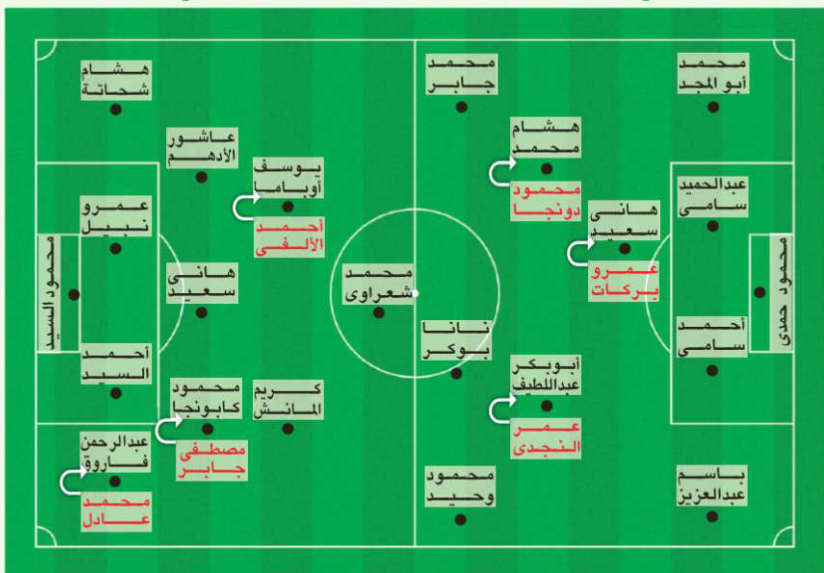 محمد
أبو المجد
محمد
جابر
هشام
شحاتة
هشام
محمد
محمود
دونجا
عاشور
الأدهم
يوسف
أوباما
أحمد
الألفى
عبدالحميد
سامى
هانى
سعيد
عمرو
بركات
عمرو
نبيل
محمود حمدى
محمد
شعراوى
هانى
سعيد
محمود السيد
أحمد
سامى
نانا
بوكر
أبوبكر
عبداللطيف
عمر
النجدى
كريم
المانش
محمود
كابونجا
مصطفى
جابر
أحمد
السيد
باسم
عبدالعزيز
محمود
وحيد
عبدالرحمن
فاروق
محمد
عادل